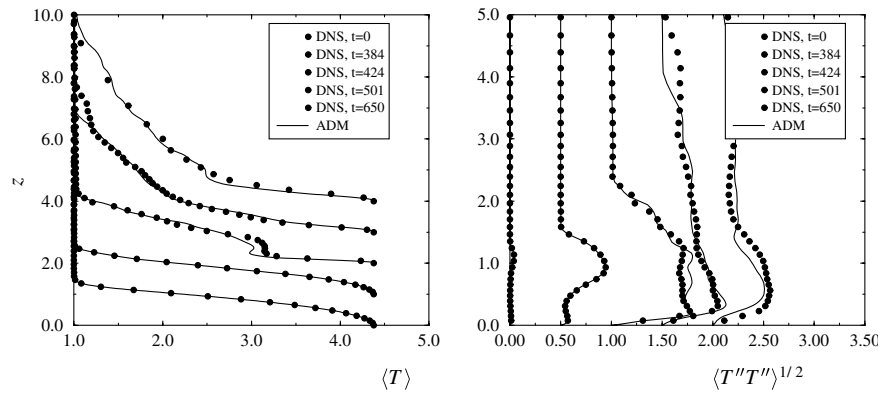 10.0
8.0
6.0
4.0
2.0
0.0
z
1.0 2.0 3.0 4.0 5.0
⟨T⟩
DNS, t=0
DNS, t=384
DNS, t=424
DNS, t=501
DNS, t=650
ADM
5.0
4.0
3.0
2.0
1.0
0.0
0.00 0.50 1.00 1.50 2.00 2.50 3.00 3.50
⟨T''T''⟩^{1/2}
DNS, t=0
DNS, t=384
DNS, t=424
DNS, t=501
DNS, t=650
ADM